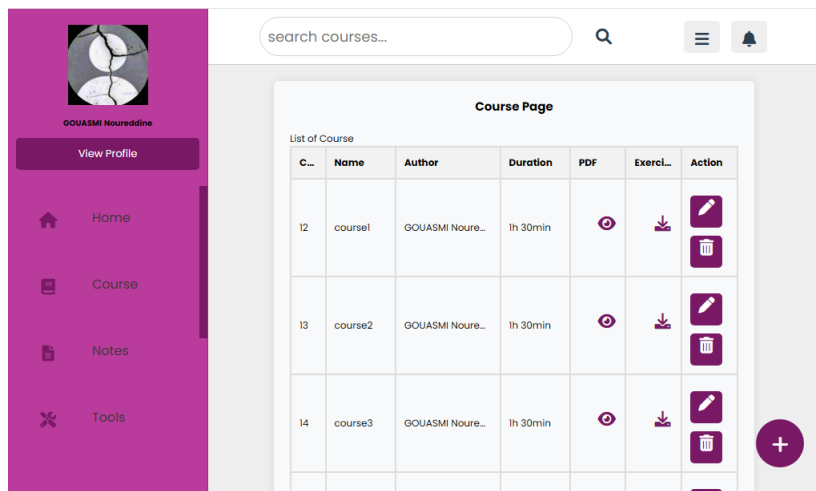 search courses...
GOUASMI Noureddine
View Profile
Home
Course
Notes
Tools
Course Page
List of Course
C... Name Author Duration PDF Exerci... Action
12 course1 GOUASMI Noure... 1h 30min
13 course2 GOUASMI Noure... 1h 30min
14 course3 GOUASMI Noure... 1h 30min